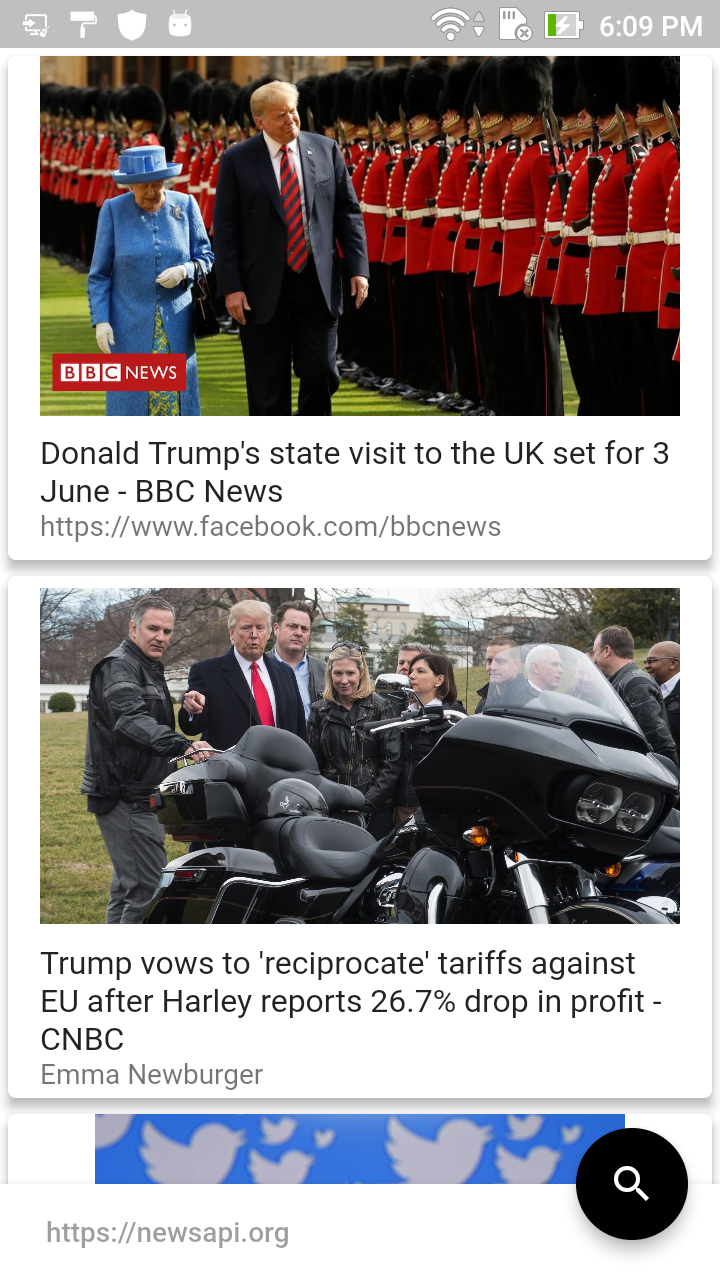 6:09 PM
BBC NEWS
Donald Trump's state visit to the UK set for 3
June - BBC News
https://www.facebook.com/bbcnews
Trump vows to 'reciprocate' tariffs against
EU after Harley reports 26.7% drop in profit -
CNBC
Emma Newburger
https://newsapi.org